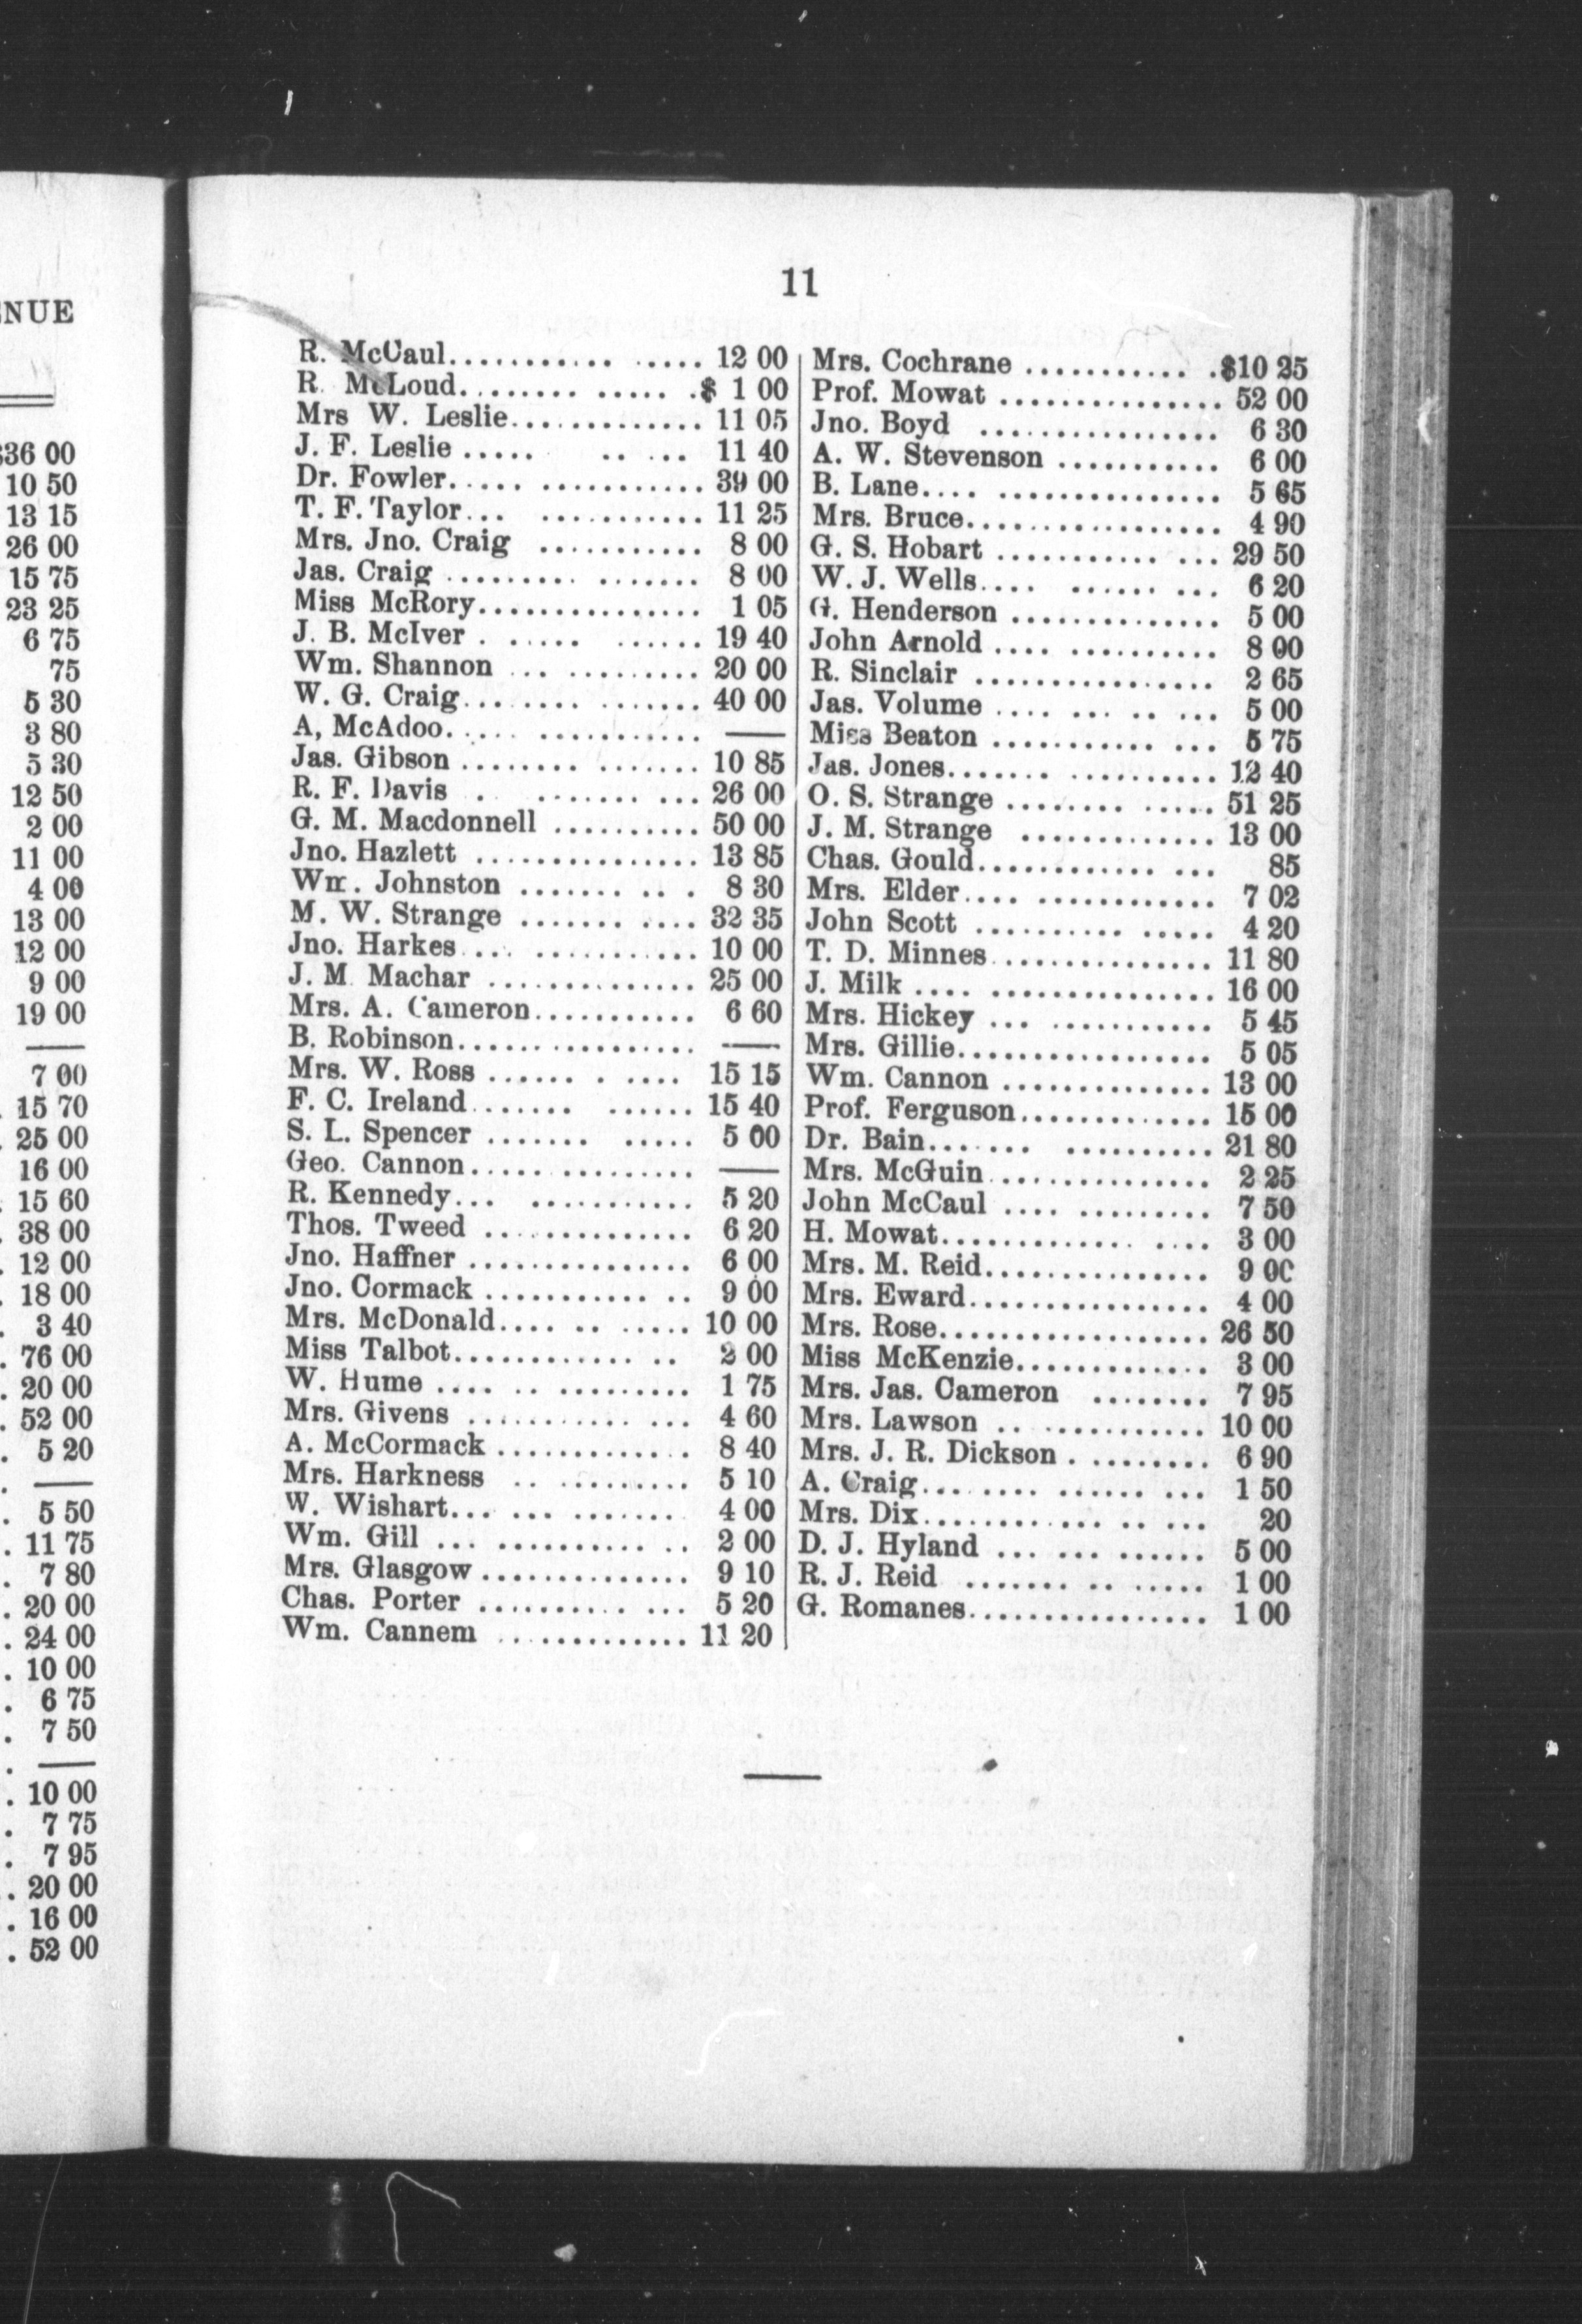 ENUE
36 00
10 50
13 15
26 00
15 75
23 25
6 75
75
5 30
3 80
5 30
12 50
2 00
11 00
4 00
13 00
12 00
9 00
19 00
——
7 00
. 15 70
. 25 00
16 00
. 15 60
. 38 00
. 12 00
. 18 00
. 3 40
. 76 00
. 20 00
. 52 00
. 5 20
. ——
. 5 50
. 11 75
. 7 80
. 20 00
. 24 00
. 10 00
. 6 75
. 7 50
. ——
. 10 00
. 7 75
. 7 95
. 20 00
. 16 00
. 52 00
11
R. McCaul........... ..... 12 00
R. McLoud......... ..... .$ 1 00
Mrs W. Leslie............. 11 05
J. F. Leslie ..... .. ... 11 40
Dr. Fowler..... ........... 39 00
T. F. Taylor... ........... 11 25
Mrs. Jno. Craig ........... 8 00
Jas. Craig ......... ....... 8 00
Miss McRory............... 1 05
J. B. McIver . ..... ...... 19 40
Wm. Shannon ... .......... 20 00
W. G. Craig........ ....... 40 00
A, McAdoo..... ........... ——
Jas. Gibson ........ ....... 10 85
R. F. Davis . ....... ... 26 00
G. M. Macdonnell .......... 50 00
Jno. Hazlett ............... 13 85
Wm. Johnston ....... .. . 8 30
M. W. Strange ....... .... 32 35
Jno. Harkes.... ........... 10 00
J. M. Machar .............. 25 00
Mrs. A. Cameron........... 6 60
B. Robinson................ ——
Mrs. W. Ross ...... . .... 15 15
F. C. Ireland....... ...... 15 40
S. L. Spencer ....... ..... 5 00
Geo. Cannon............... ——
R. Kennedy... ........... 5 20
Thos. Tweed .............. 6 20
Jno. Haffner ............... 6 00
Jno. Cormack ........... .. 9 00
Mrs. McDonald.... .. ..... 10 00
Miss Talbot............. .. 2 00
W. Hume .... .. ......... 1 75
Mrs. Givens ........... ... 4 60
A. McCormack ............. 8 40
Mrs. Harkness .. ......... 5 10
W. Wishart... ... ....... 4 00
Wm. Gill ... ........... .. 2 00
Mrs. Glasgow .............. 9 10
Chas. Porter .......... ... 5 20
Wm. Cannem ............. 11 20
Mrs. Cochrane ........... .$10 25
Prof. Mowat ............... 52 00
Jno. Boyd ................ 6 30
A. W. Stevenson ........... 6 00
B. Lane.... ............... 5 65
Mrs. Bruce................. 4 90
G. S. Hobart ............ ... 29 50
W. J. Wells.... ...... ... 6 20
G. Henderson .............. 5 00
John Arnold .... .......... 8 00
R. Sinclair ................ 2 65
Jas. Volume .... ... .. ... 5 00
Miss Beaton ........... ... 5 75
Jas. Jones....... .......... 12 40
O. S. Strange ........ ..... 51 25
J. M. Strange ............. 13 00
Chas. Gould............ ... 85
Mrs. Elder.... ............ 7 02
John Scott .......... ..... 4 20
T. D. Minnes.............. 11 80
J. Milk .... ............... 16 00
Mrs. Hickey ... ........... 5 45
Mrs. Gillie................. 5 05
Wm. Cannon .............. 13 00
Prof. Ferguson............. 15 00
Dr. Bain....... .......... 21 80
Mrs. McGuin............... 2 25
John McCaul .... ......... 7 50
H. Mowat............. .... 3 00
Mrs. M. Reid............... 9 00
Mrs. Eward................ 4 00
Mrs. Rose.................. 26 50
Miss McKenzie............. 3 00
Mrs. Jas. Cameron ........ 7 95
Mrs. Lawson .. ........... 10 00
Mrs. J. R. Dickson . ........ 6 90
A. Craig........ ...... ... 1 50
Mrs. Dix............ .. ... 20
D. J. Hyland ... ... ...... 5 00
R. J. Reid ....... .. ..... 1 00
G. Romanes................ 1 00